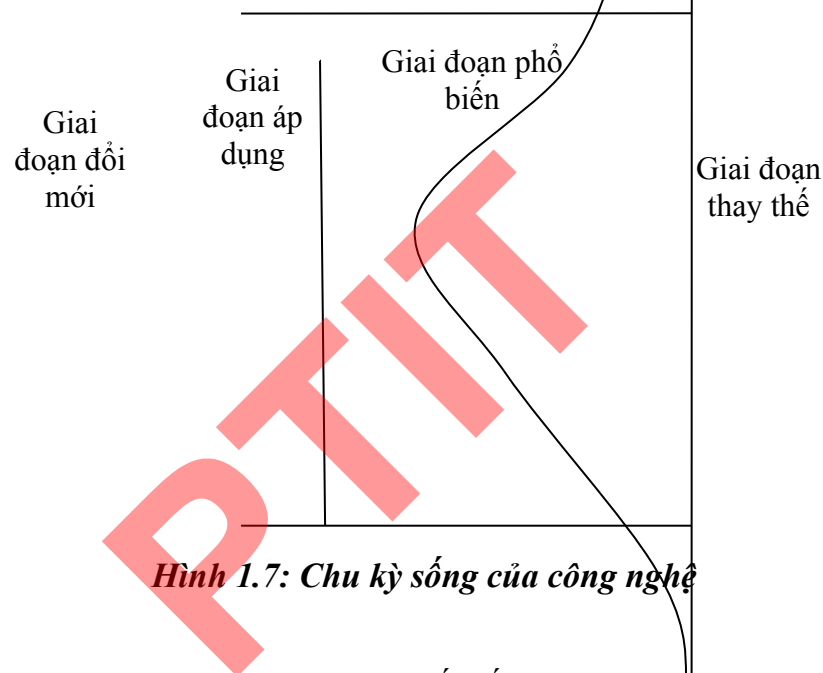 Giai
đoạn đổi
mới
Giai
đoạn áp
dụng
Giai đoạn phổ
biến
Giai đoạn
thay thế
PTIT
Hình 1.7: Chu kỳ sống của công nghệ